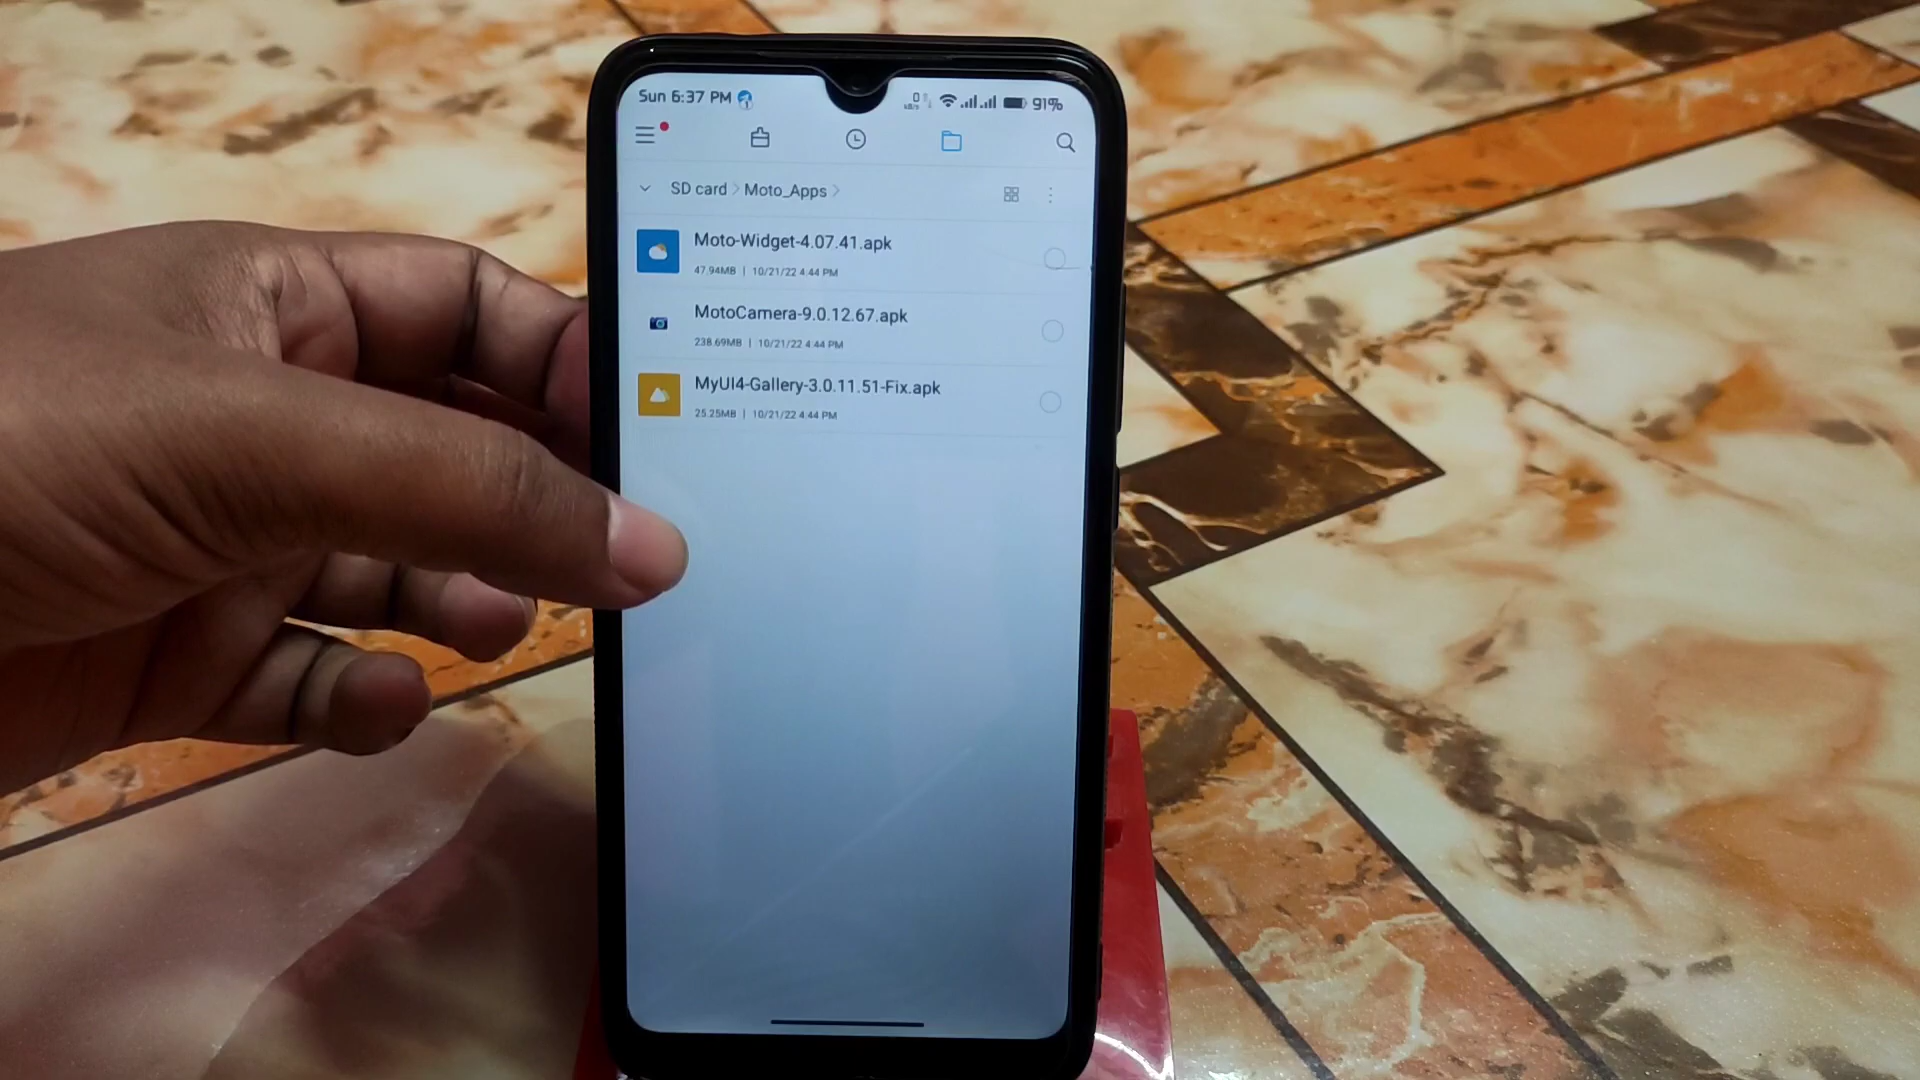 Sun 6:37 PM 0 KB/s 91%
SD card > Moto_Apps >
Moto-Widget-4.07.41.apk
47.94MB | 10/21/22 4:44 PM
MotoCamera-9.0.12.67.apk
238.69MB | 10/21/22 4:44 PM
MyUI4-Gallery-3.0.11.51-Fix.apk
25.25MB | 10/21/22 4:44 PM